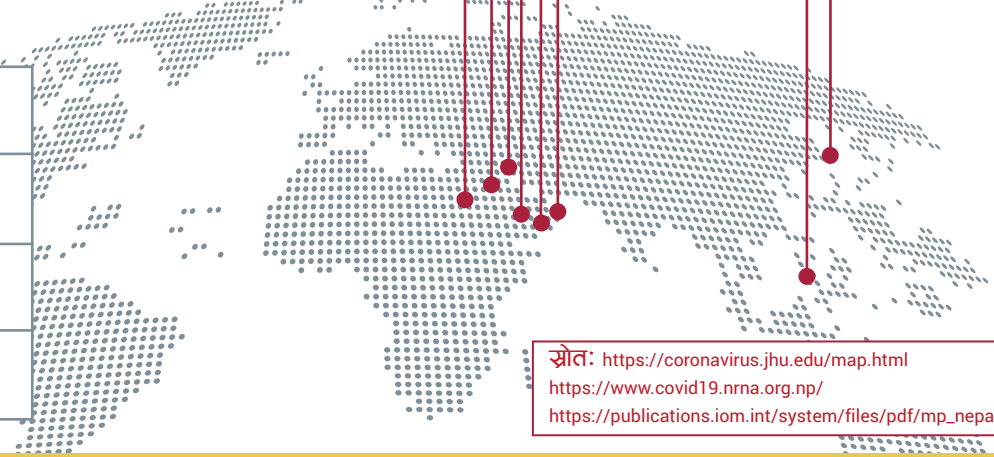 स्रोत: https://coronavirus.jhu.edu/map.html
https://www.covid19.nrna.org.np/
https://publications.iom.int/system/files/pdf/mp_nepa